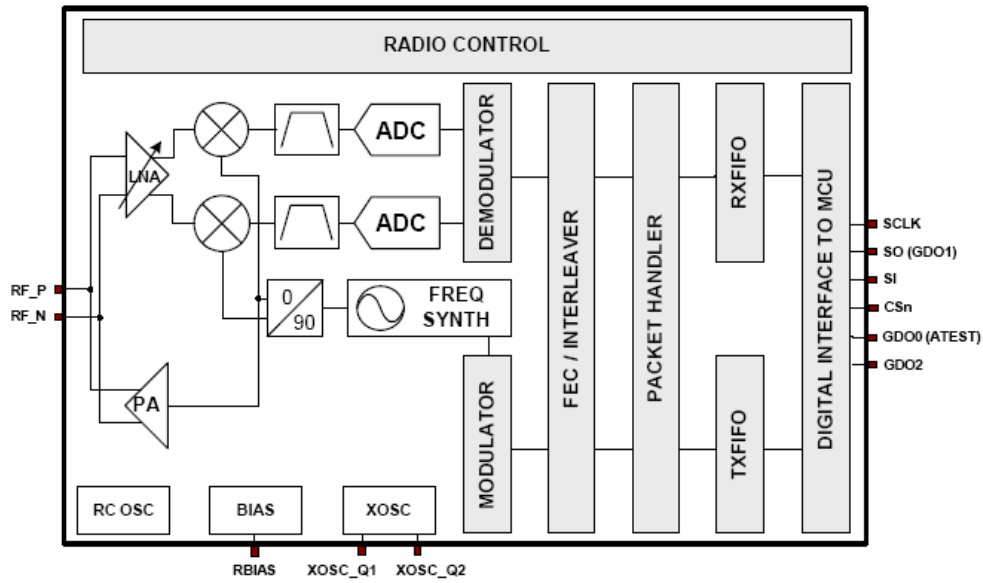 RADIO CONTROL
LNA
ADC
ADC
DEMODULATOR
FEC / INTERLEAVER
PACKET HANDLER
RXFIFO
DIGITAL INTERFACE TO MCU
SCLK
SO (GDO1)
SI
CSn
GDO0 (ATEST)
GDO2
RF_P
RF_N
0
90
FREQ
SYNTH
PA
MODULATOR
TXFIFO
RC OSC
BIAS
XOSC
RBIAS
XOSC_Q1
XOSC_Q2